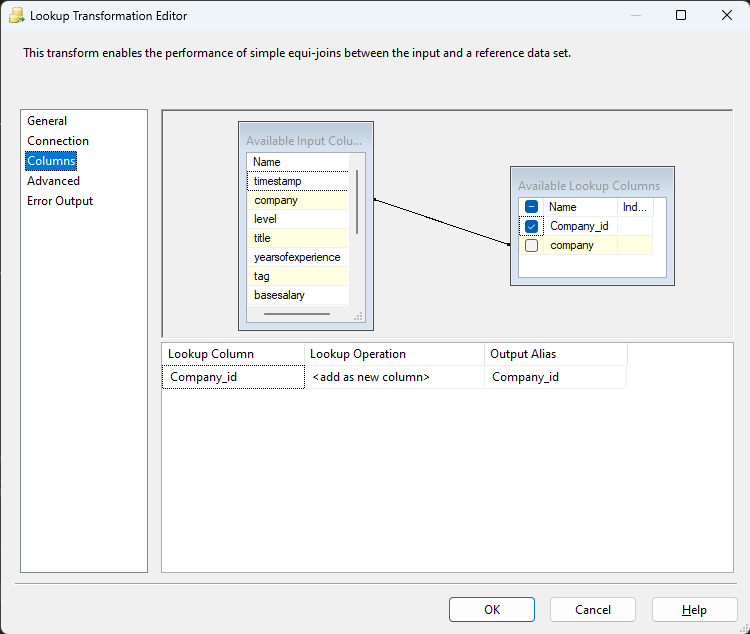 Lookup Transformation Editor
This transform enables the performance of simple equi-joins between the input and a reference data set.
General
Connection
Columns
Advanced
Error Output
Available Input Colu...
Name
timestamp
company
level
title
yearsofexperience
tag
basesalary
Available Lookup Columns
Name Ind...
Company_id
company
Lookup Column Lookup Operation Output Alias
Company_id <add as new column> Company_id
OK Cancel Help